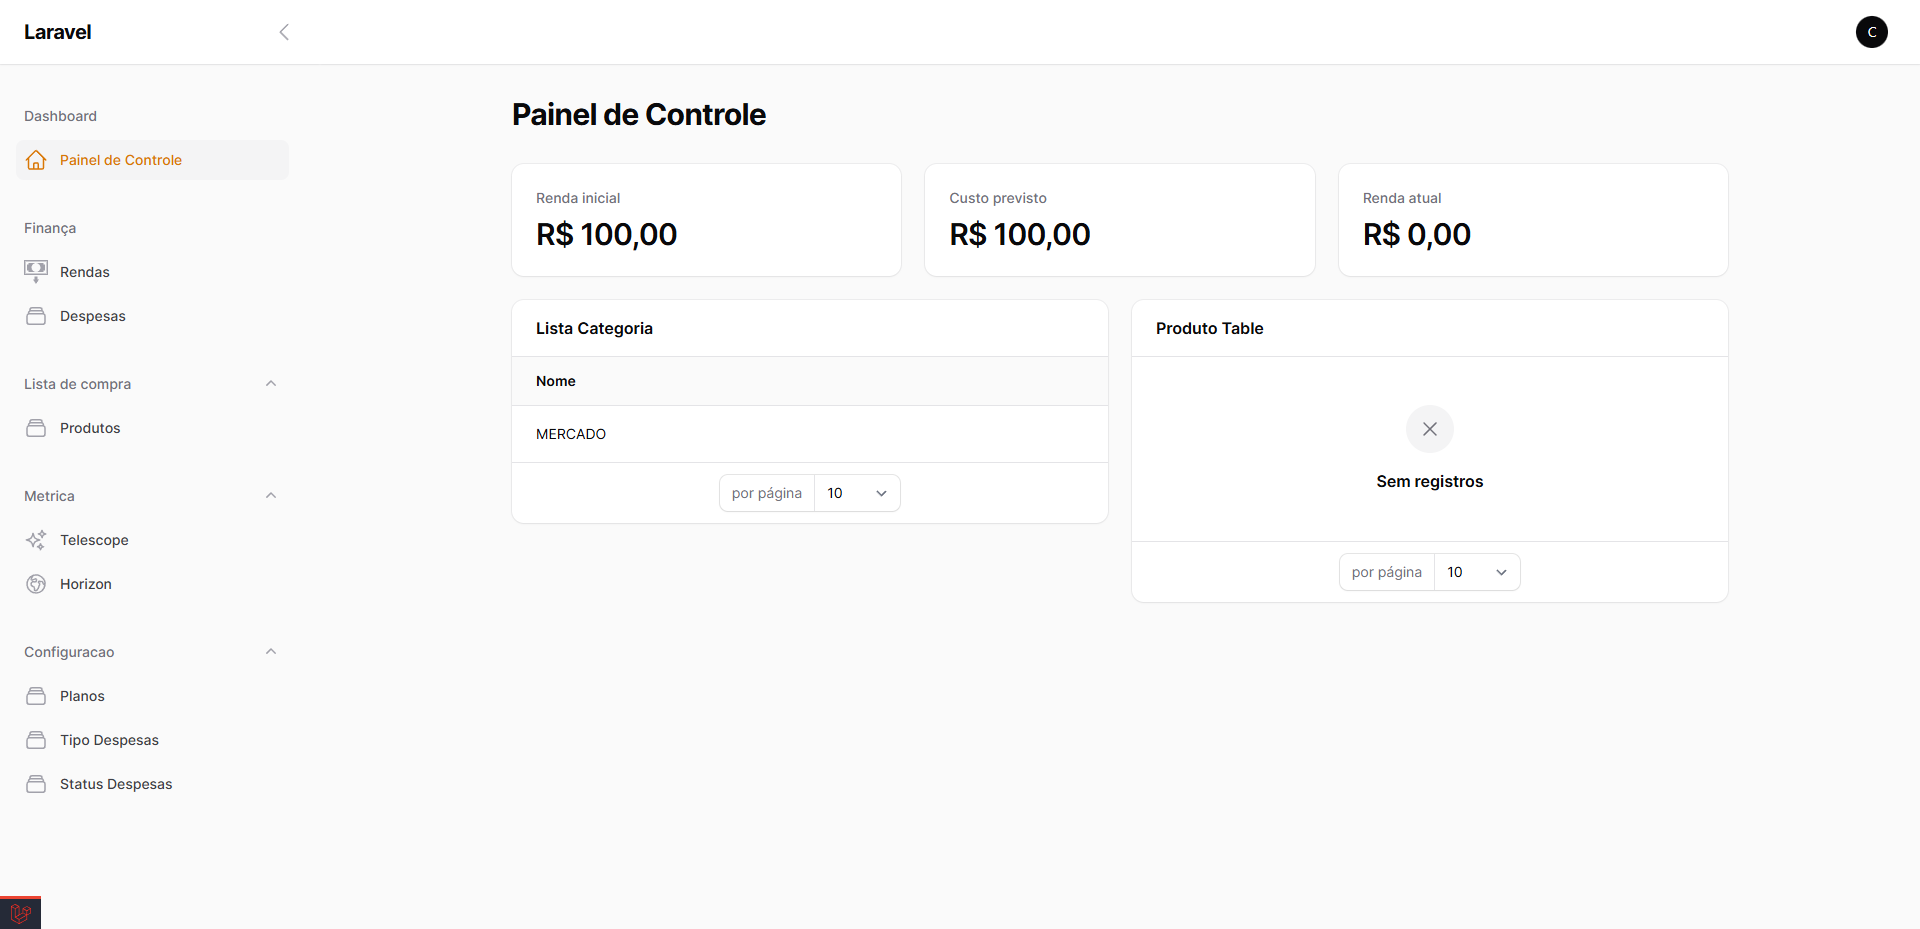 Laravel
C
Dashboard
Painel de Controle
Finança
Rendas
Despesas
Lista de compra
Produtos
Metrica
Telescope
Horizon
Configuracao
Planos
Tipo Despesas
Status Despesas
Painel de Controle
Renda inicial
R$ 100,00
Custo previsto
R$ 100,00
Renda atual
R$ 0,00
Lista Categoria
Nome
MERCADO
por página 10
Produto Table
Sem registros
por página 10